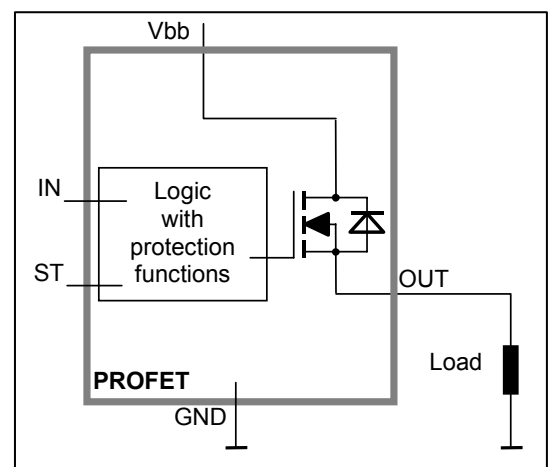 Vbb
IN
Logic
with
protection
functions
ST
OUT
Load
PROFET
GND